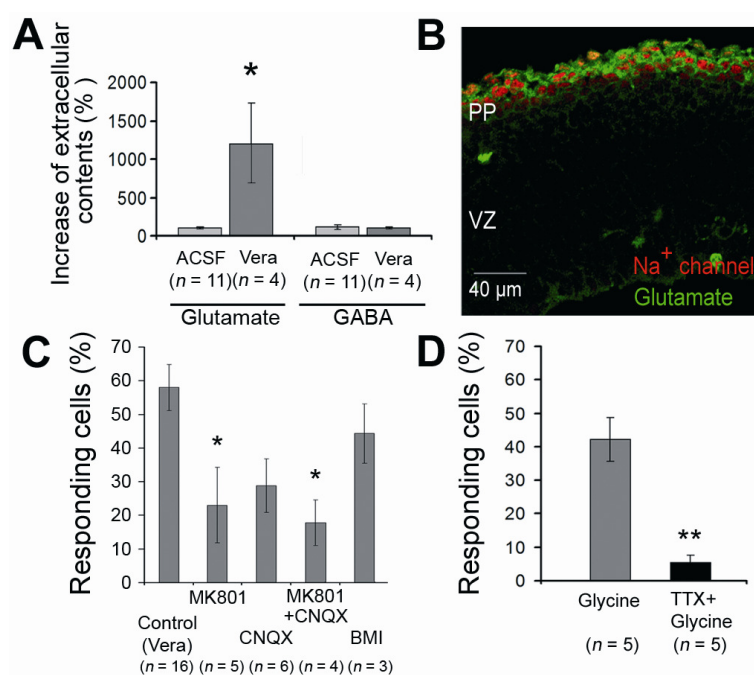 A
Increase of extracellular
contents (%)
2000
1500
1000
500
0
*
ACSF Vera ACSF Vera
(n = 11) (n = 4) (n = 11) (n = 4)
Glutamate GABA
B
PP
VZ
40 µm
Na+ channel
Glutamate
C
Responding cells (%)
70
60
50
40
30
20
10
0
* *
Control
(Vera)
MK801
CNQX
MK801
+CNQX
BMI
(n = 16) (n = 5) (n = 6) (n = 4) (n = 3)
D
Responding cells (%)
70
60
50
40
30
20
10
0
**
Glycine
TTX+
Glycine
(n = 5) (n = 5)